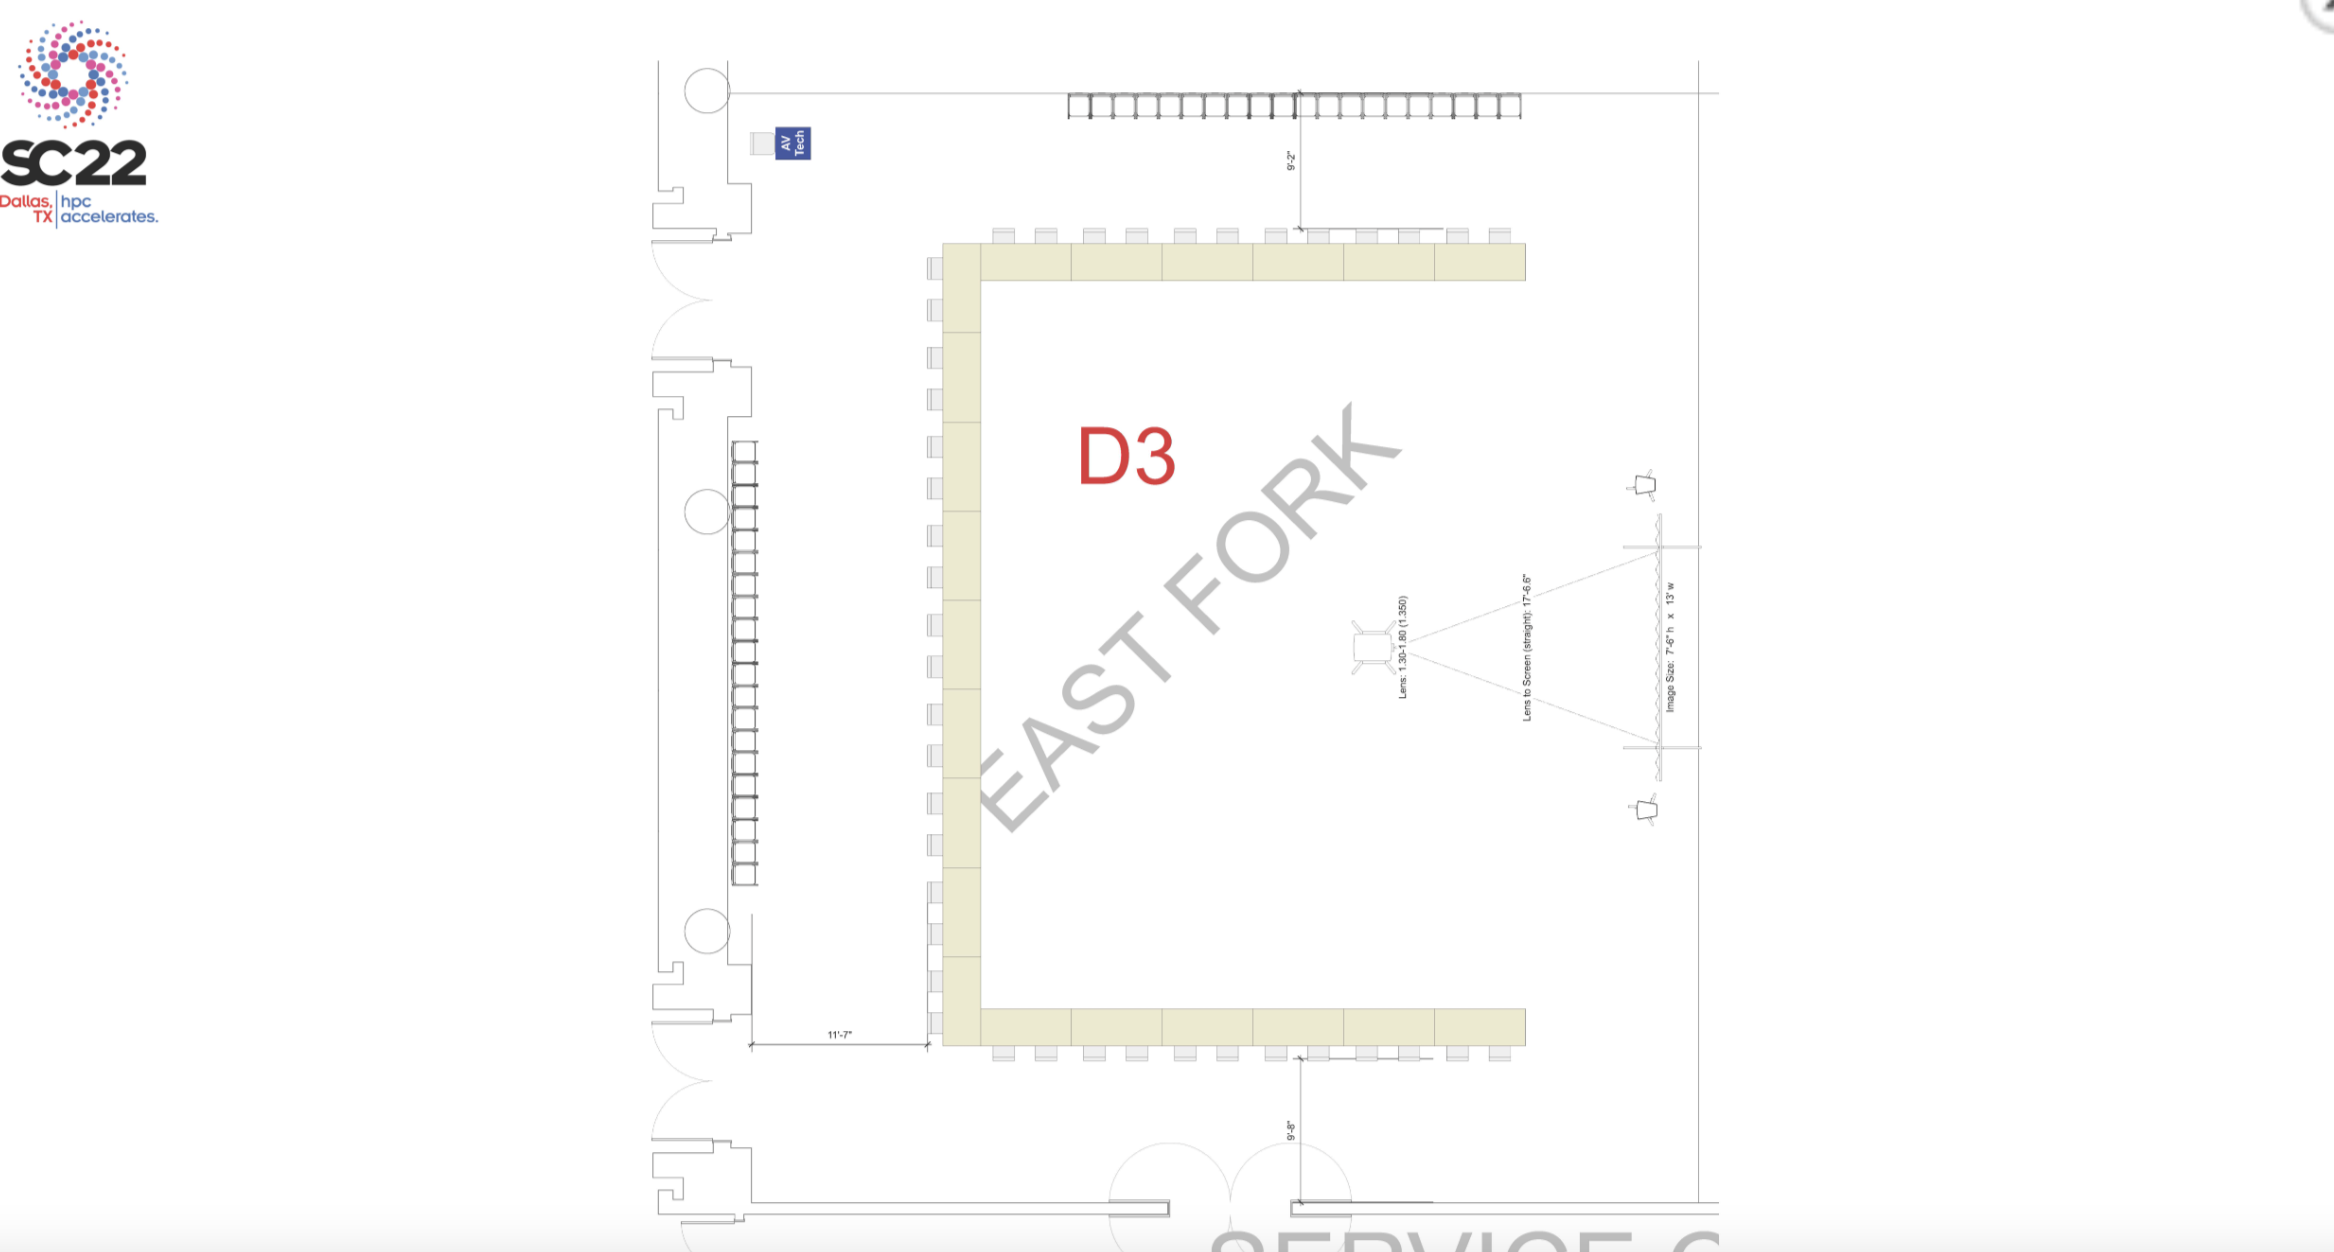 SC22
Dallas, TX
hpc accelerates.
AV
Tech
9'-2"
D3
EAST FORK
Lens: 1.30-1.80 (1.350)
Lens to Screen (straight): 17'-6.6"
Image Size: 7'-6" h x 13' w
11'-7"
9'-8"
SERVICE